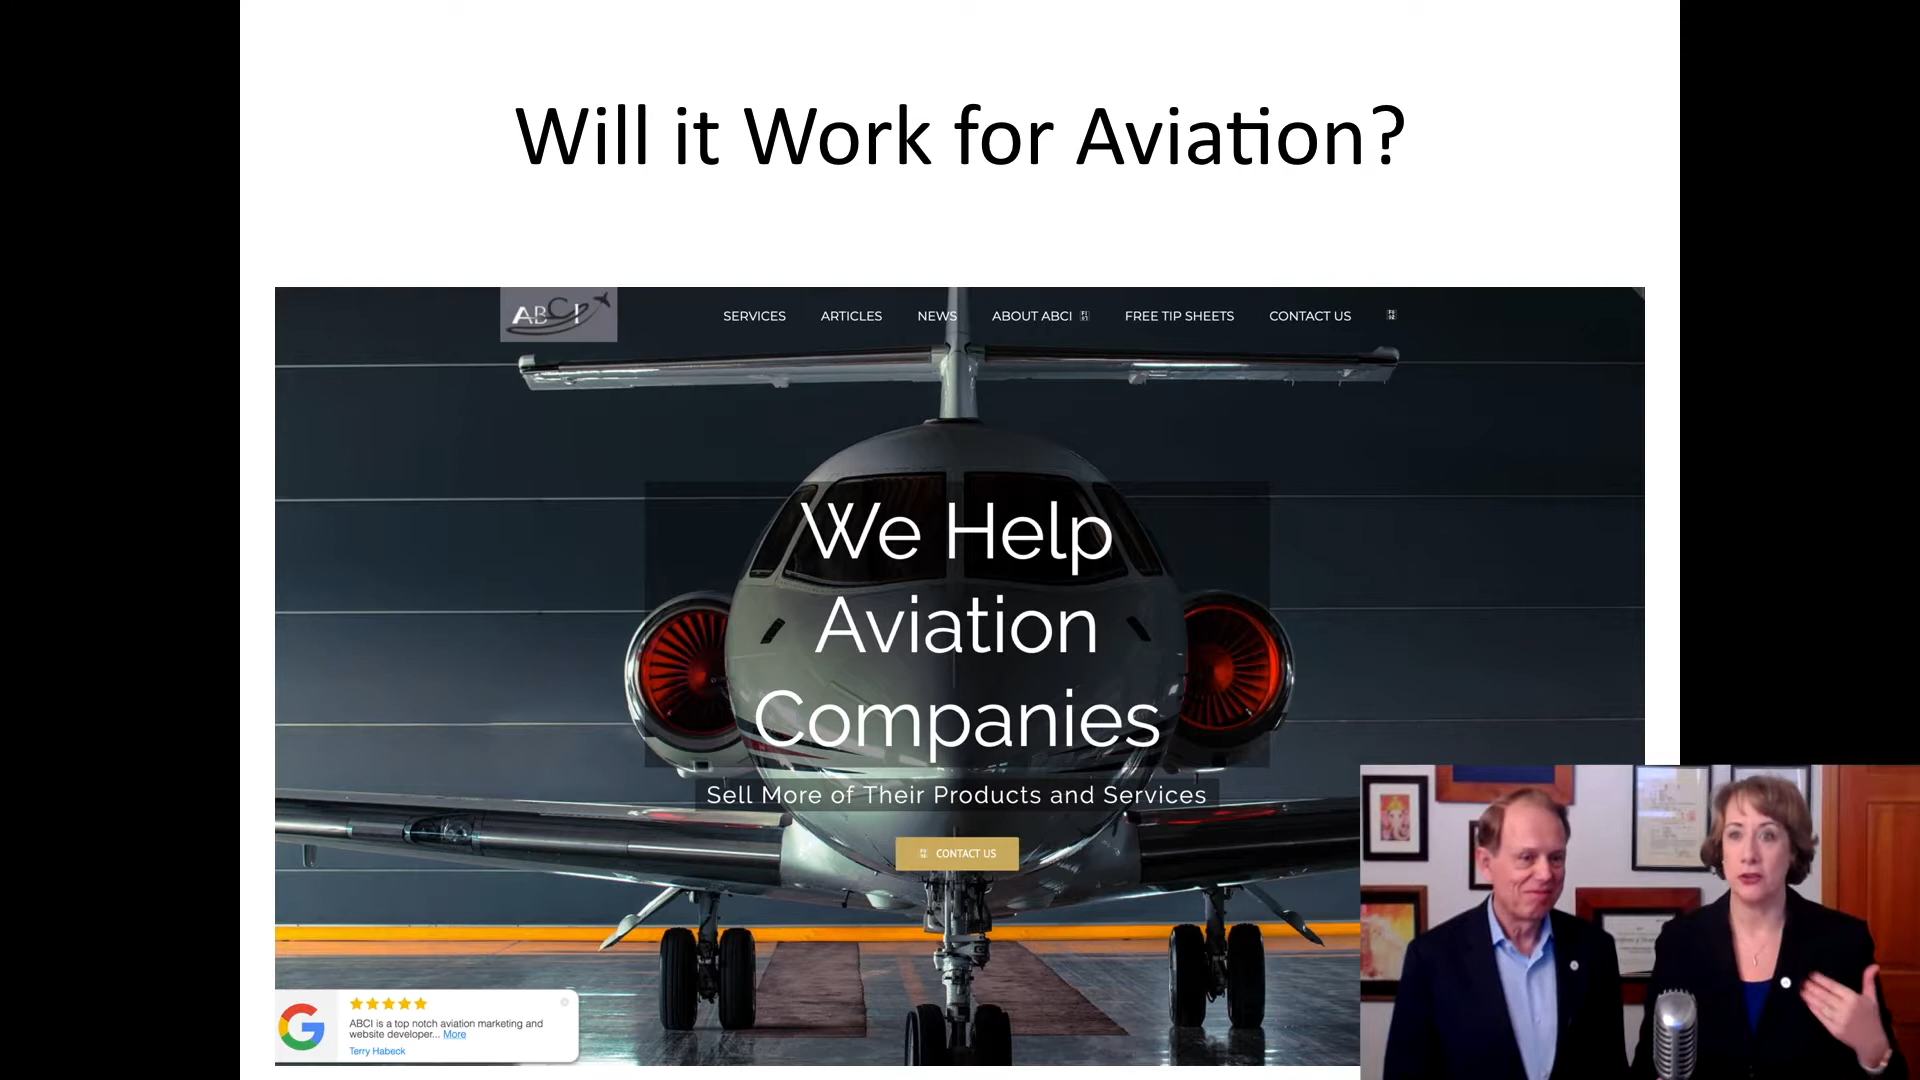 Will it Work for Aviation?
ABCI
SERVICES ARTICLES NEWS ABOUT ABCI FREE TIP SHEETS CONTACT US
We Help
Aviation
Companies
Sell More of Their Products and Services
CONTACT US
ABCI is a top notch aviation marketing and
website developer... More
Terry Habeck